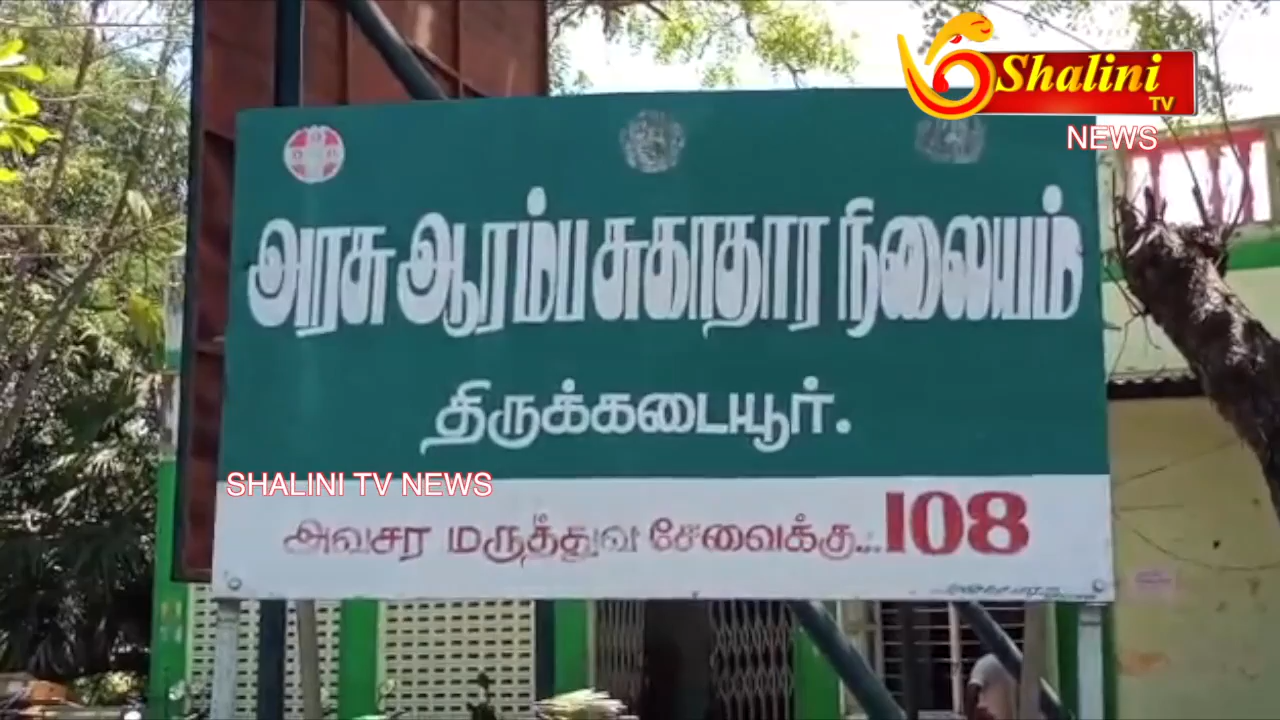 Shalini
TV
NEWS
அரசு ஆரம்ப சுகாதார நிலையம்
திருக்கடையூர்.
SHALINI TV NEWS
அவசர மருத்துவ சேவைக்கு...108